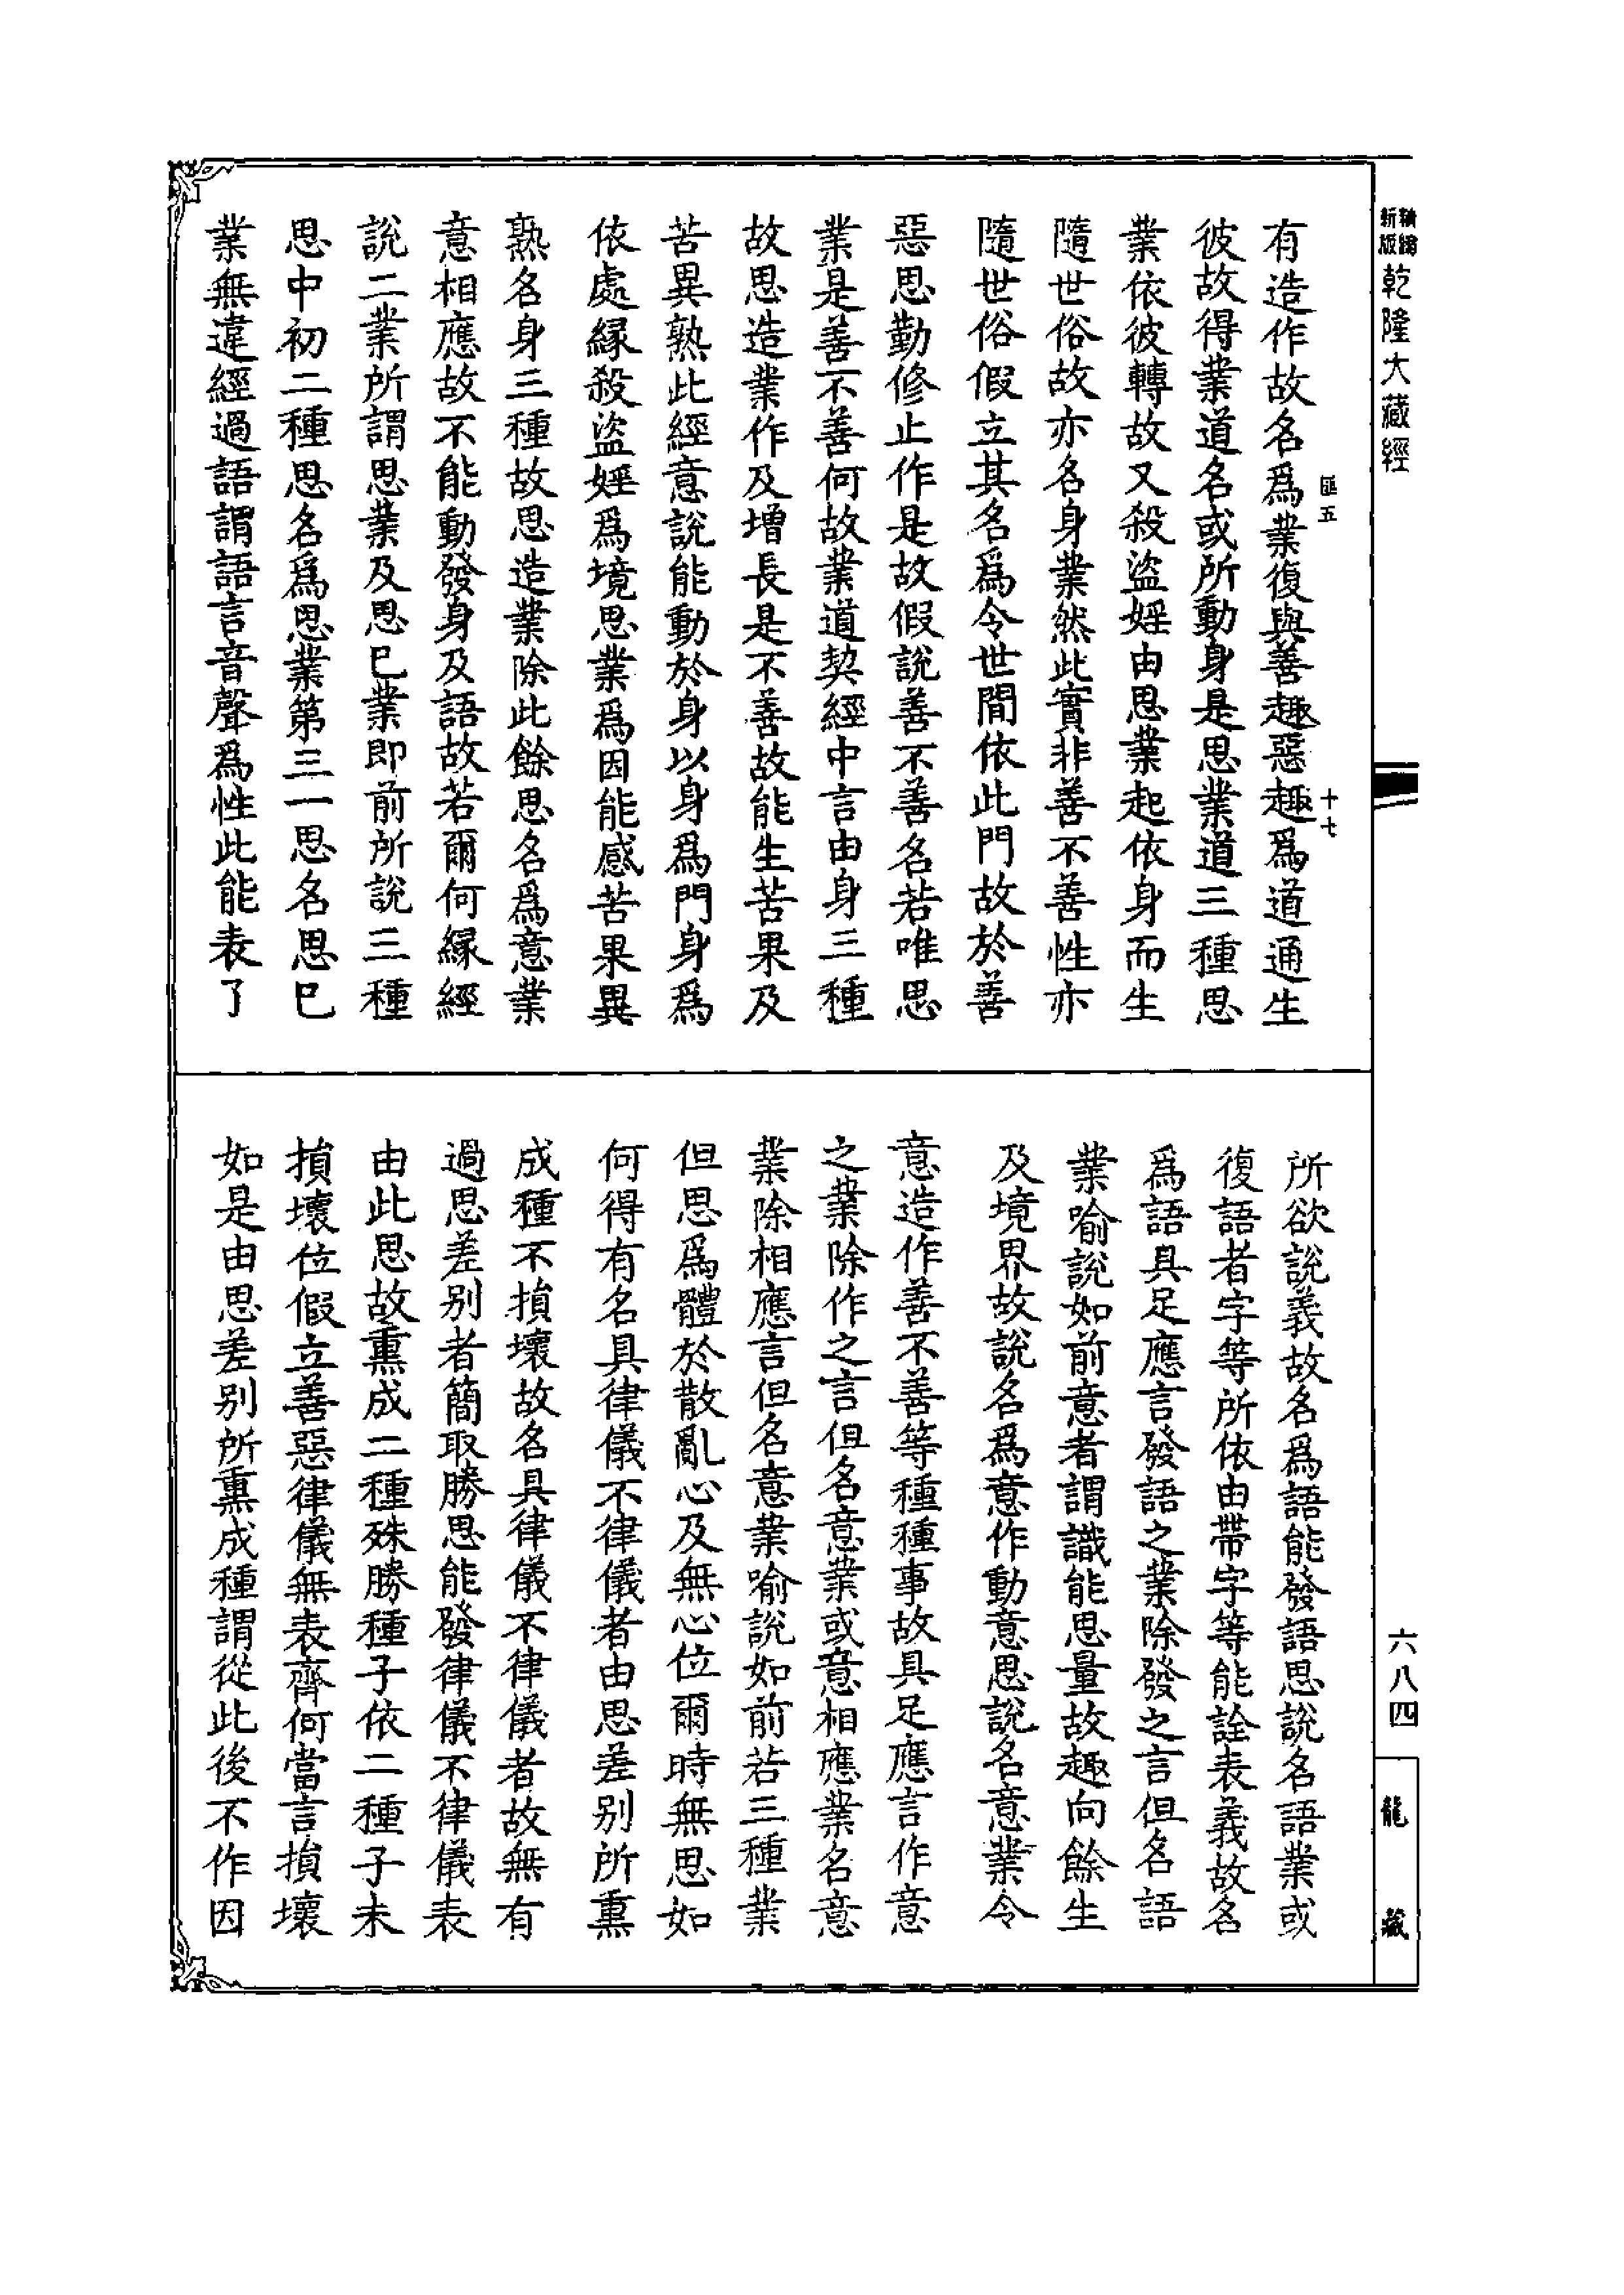 新版
精繕
乾隆大藏經
匜五
十七
有造作故名爲業復與善趣惡趣爲道通生
彼故得業道名或所動身是思業道三種思
業依彼轉故又殺盜婬由思業起依身而生
隨世俗故亦名身業然此實非善不善性亦
隨世俗假立其名爲令世間依此門故於善
惡思勤修止作是故假說善不善名若唯思
業是善不善何故業道契經中言由身三種
故思造業作及增長是不善故能生苦果及
苦異熟此經意說能動於身以身爲門身爲
依處緣殺盜婬爲境思業爲因能感苦果異
熟名身三種故思造業除此餘思名爲意業
意相應故不能動發身及語故若爾何緣經
說二業所謂思業及思已業即前所說三種
思中初二種思名爲思業第三一思名思已
業無違經過語謂語言音聲爲性此能表了
所欲說義故名爲語能發語思說名語業或
復語者字等所依由帶字等能詮表義故名
爲語具足應言發語之業除發之言但名語
業喻說如前意者謂識能思量故趣向餘生
及境界故說名爲意作動意思說名意業令
意造作善不善等種種事故具足應言作意
之業除作之言但名意業或意相應業名意
業除相應言但名意業喻說如前若三種業
但思爲體於散亂心及無心位爾時無思如
何得有名具律儀不律儀者由思差別所熏
成種不損壞故名具律儀不律儀者故無有
過思差別者簡取勝思能發律儀不律儀表
由此思故熏成二種殊勝種子依二種子未
損壞位假立善惡律儀無表齊何當言損壞
如是由思差別所熏成種謂從此後不作因
六八四
龍藏